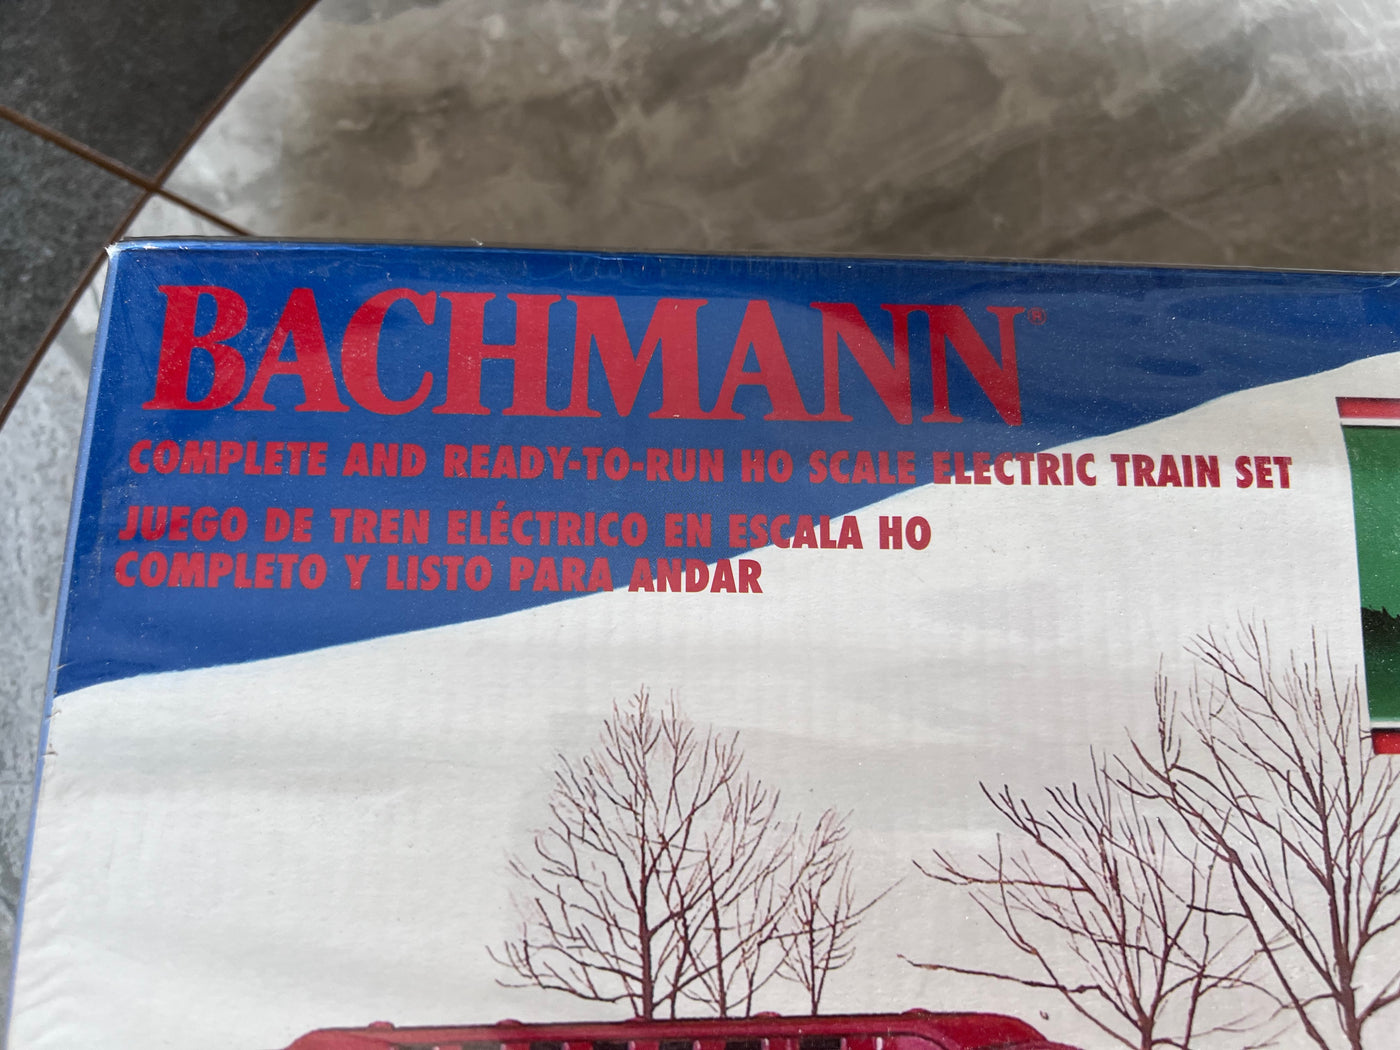 BACHMANN®
COMPLETE AND READY-TO-RUN HO SCALE ELECTRIC TRAIN SET
JUEGO DE TREN ELÉCTRICO EN ESCALA HO
COMPLETO Y LISTO PARA ANDAR